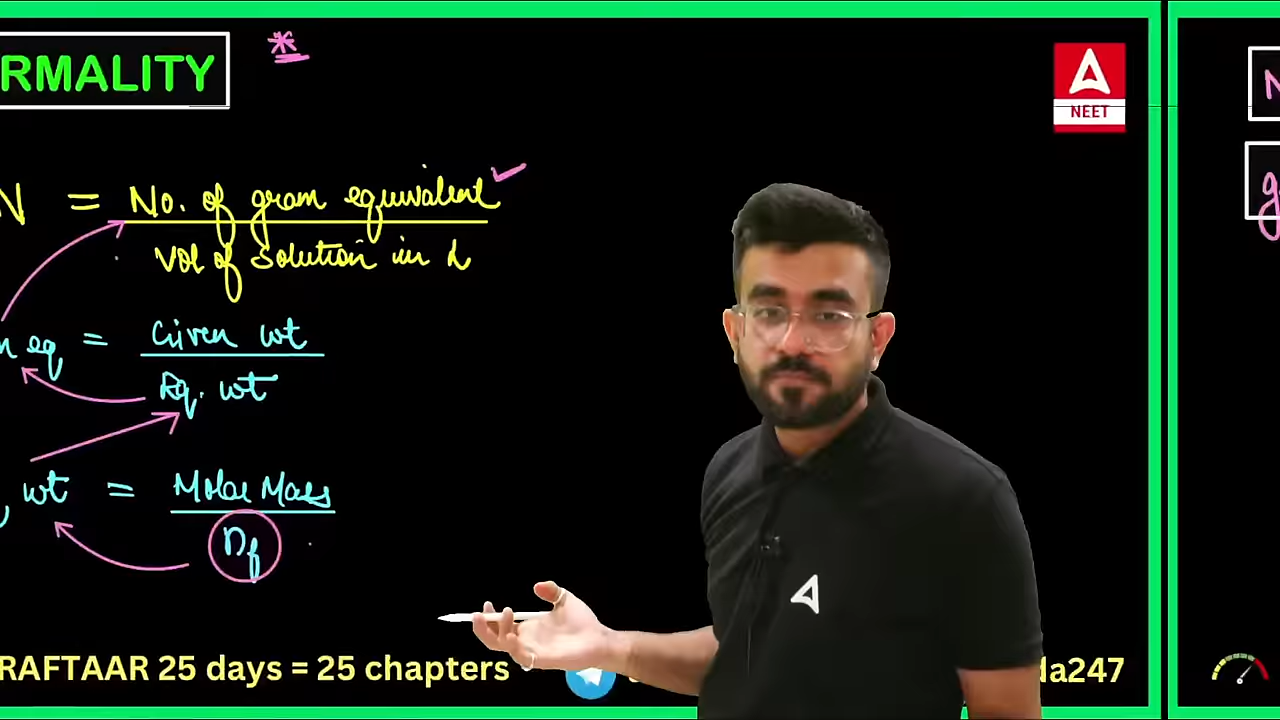 RMALITY *
NEET
N = No. of gram equivalent ✓
Vol of Solution in L
n eq = Given wt
Eq. wt
wt = Molar Mass
nf
RAFTAAR 25 days = 25 chapters
da247